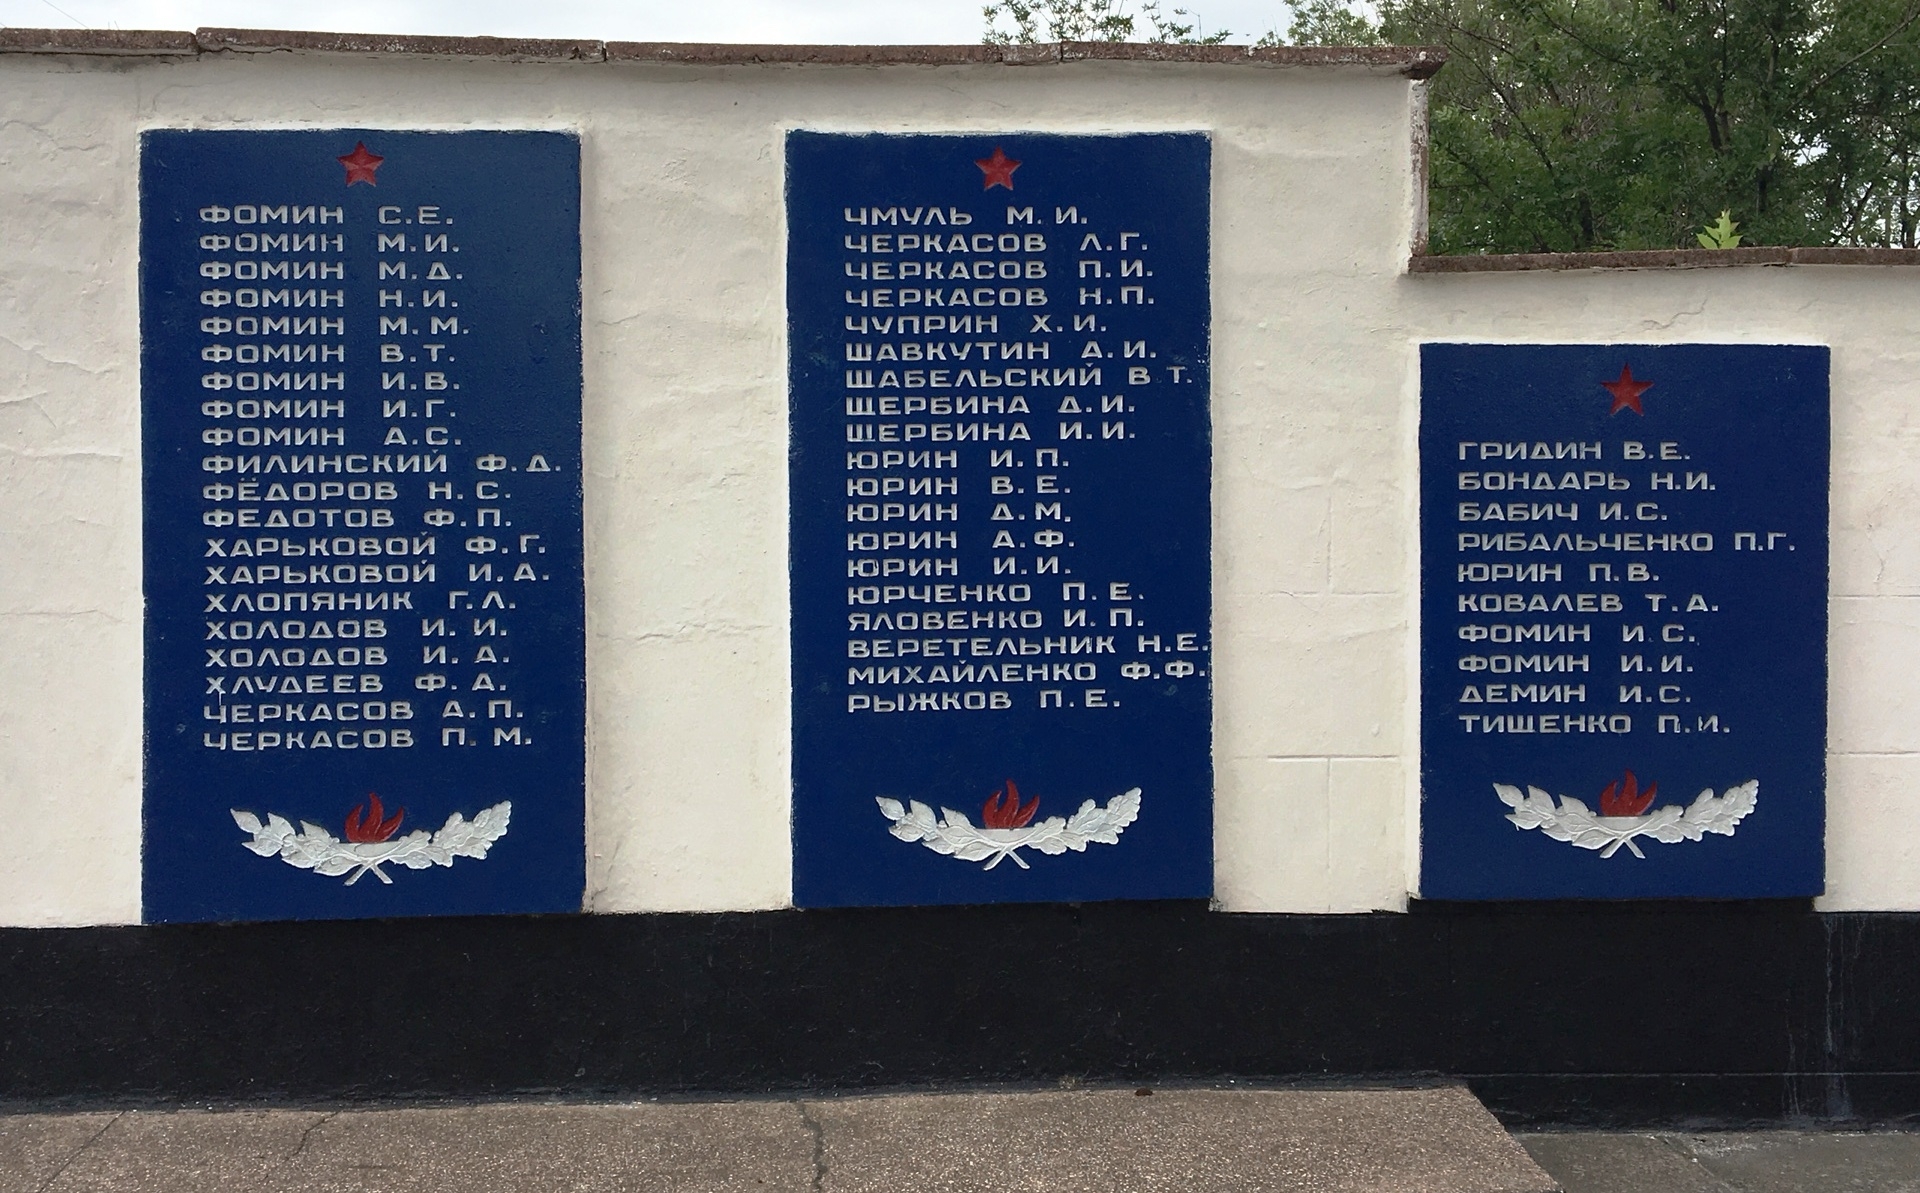 ФОМИН С.Е.
ФОМИН М.И.
ФОМИН М.Д.
ФОМИН Н.И.
ФОМИН М.М.
ФОМИН В.Т.
ФОМИН И.В.
ФОМИН И.Г.
ФОМИН А.С.
ФИЛИНСКИЙ Ф.Д.
ФЁДОРОВ Н.С.
ФЕДОТОВ Ф.П.
ХАРЬКОВОЙ Ф.Г.
ХАРЬКОВОЙ И.А.
ХЛОПЯНИК Г.Л.
ХОЛОДОВ И.И.
ХОЛОДОВ И.А.
ХЛУДЕЕВ Ф.А.
ЧЕРКАСОВ А.П.
ЧЕРКАСОВ П.М.
ЧМУЛЬ М.И.
ЧЕРКАСОВ Л.Г.
ЧЕРКАСОВ П.И.
ЧЕРКАСОВ Н.П.
ЧУПРИН Х.И.
ШАВКУТИН А.И.
ШАБЕЛЬСКИЙ В.Т.
ЩЕРБИНА Д.И.
ЩЕРБИНА И.И.
ЮРИН И.П.
ЮРИН В.Е.
ЮРИН Д.М.
ЮРИН А.Ф.
ЮРИН И.И.
ЮРЧЕНКО П.Е.
ЯЛОВЕНКО И.П.
ВЕРЕТЕЛЬНИК Н.Е.
МИХАЙЛЕНКО Ф.Ф.
РЫЖКОВ П.Е.
ГРИДИН В.Е.
БОНДАРЬ Н.И.
БАБИЧ И.С.
РИБАЛЬЧЕНКО П.Г.
ЮРИН П.В.
КОВАЛЕВ Т.А.
ФОМИН И.С.
ФОМИН И.И.
ДЕМИН И.С.
ТИЩЕНКО П.И.